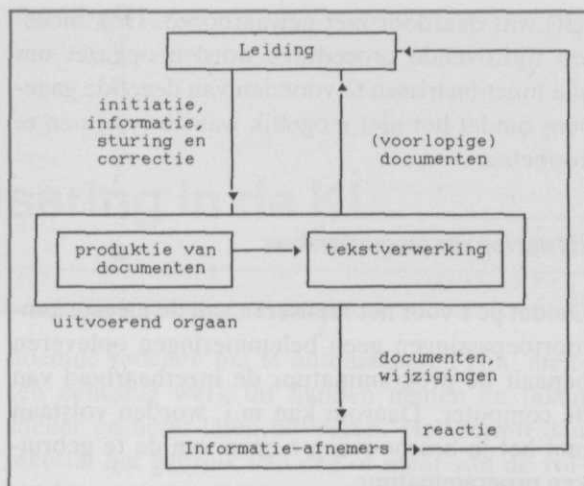 Leiding
initiatie,
informatie,
sturing en
correctie
(voorlopige)
documenten
produktie van
documenten
tekstverwerking
uitvoerend orgaan
documenten,
wijzigingen
Informatie-afnemers
reactie